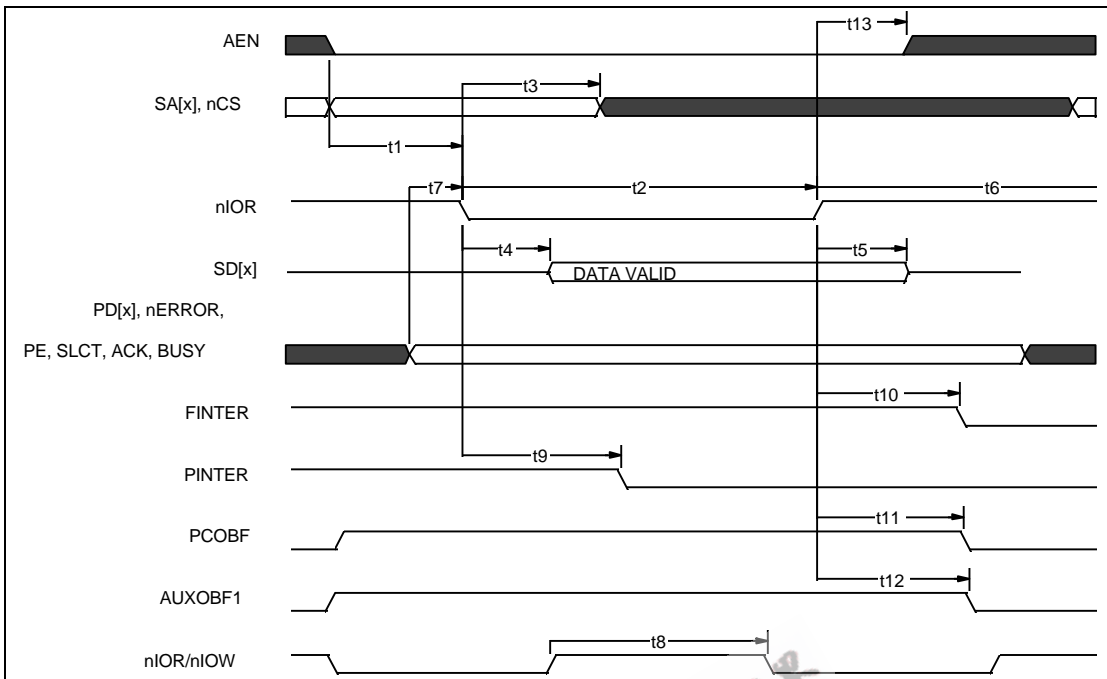 AEN
t13
SA[x], nCS
t3
t1
t7
t2
t6
nIOR
t4
t5
SD[x]
DATA VALID
PD[x], nERROR,
PE, SLCT, ACK, BUSY
t10
FINTER
t9
PINTER
t11
PCOBF
t12
AUXOBF1
t8
nIOR/nIOW